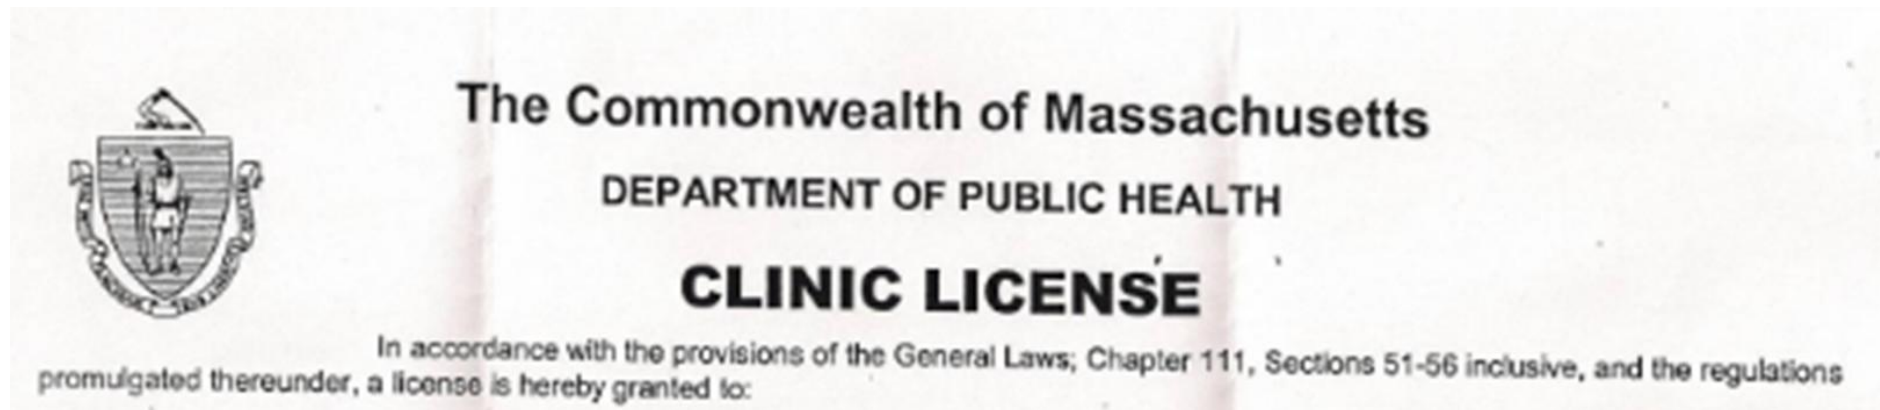 The Commonwealth of Massachusetts
DEPARTMENT OF PUBLIC HEALTH
CLINIC LICENSE
In accordance with the provisions of the General Laws; Chapter 111, Sections 51-56 inclusive, and the regulations
promulgated thereunder, a license is hereby granted to: